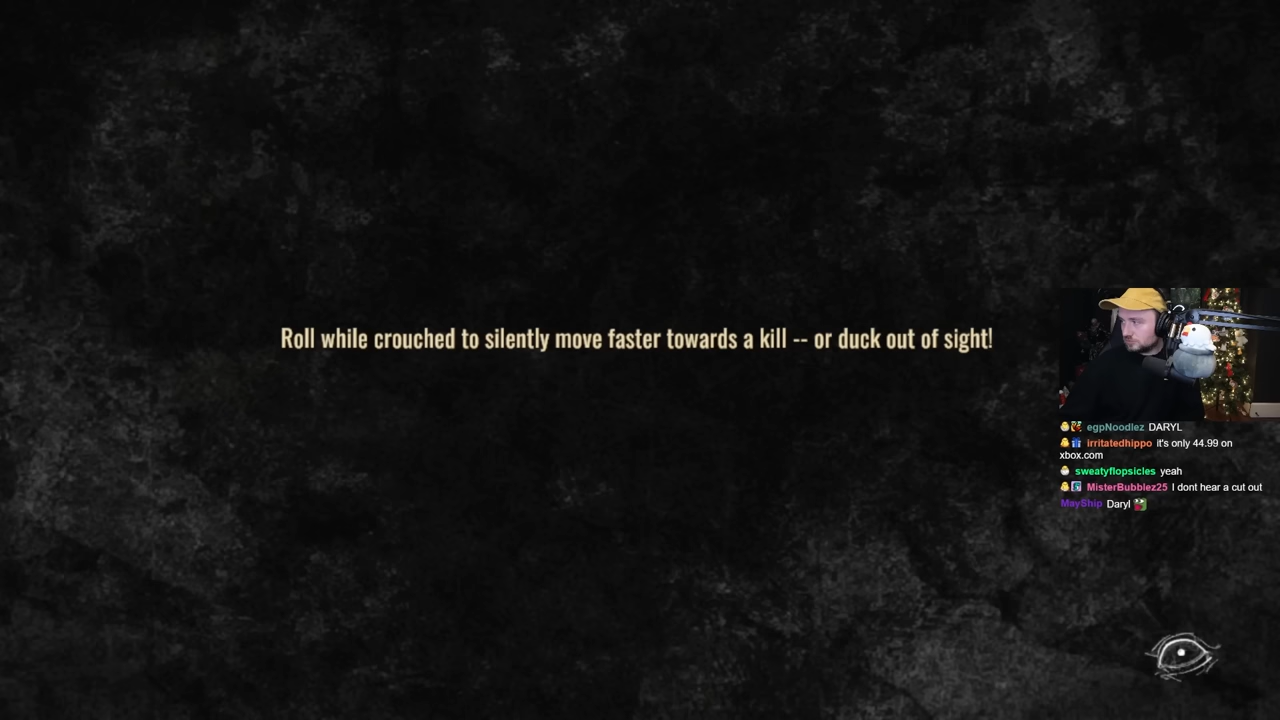 Roll while crouched to silently move faster towards a kill -- or duck out of sight!
egpNoodlez DARYL
irritatedhippo it's only 44.99 on
xbox.com
sweatyflopsicles yeah
MisterBubblez25 I dont hear a cut out
MayShip Daryl